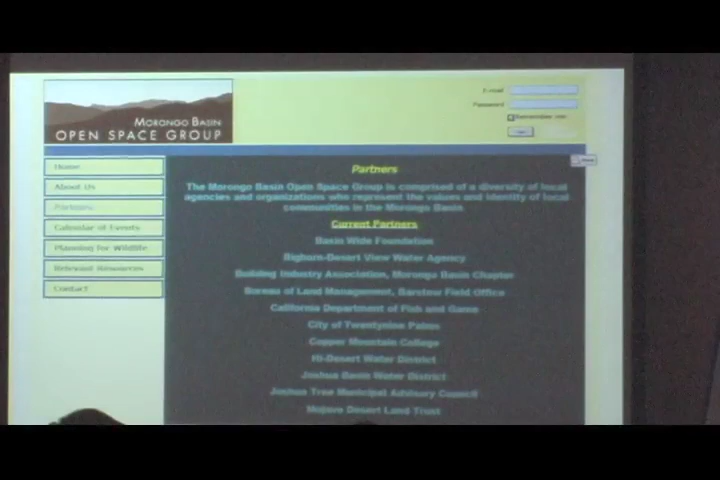 MORONGO BASIN
OPEN SPACE GROUP
E-mail
Password
Remember me
Home
About Us
Partners
Calendar of Events
Planning for Wildlife
Relevant Resources
Contact
Partners
The Morongo Basin Open Space Group is comprised of a diversity of local
agencies and organizations who represent the values and identity of local
communities in the Morongo Basin
Current Partners
Basin Wide Foundation
Bighorn-Desert View Water Agency
Building Industry Association, Morongo Basin Chapter
Bureau of Land Management, Barstow Field Office
California Department of Fish and Game
City of Twentynine Palms
Copper Mountain College
Hi-Desert Water District
Joshua Basin Water District
Joshua Tree Municipal Advisory Council
Mojave Desert Land Trust